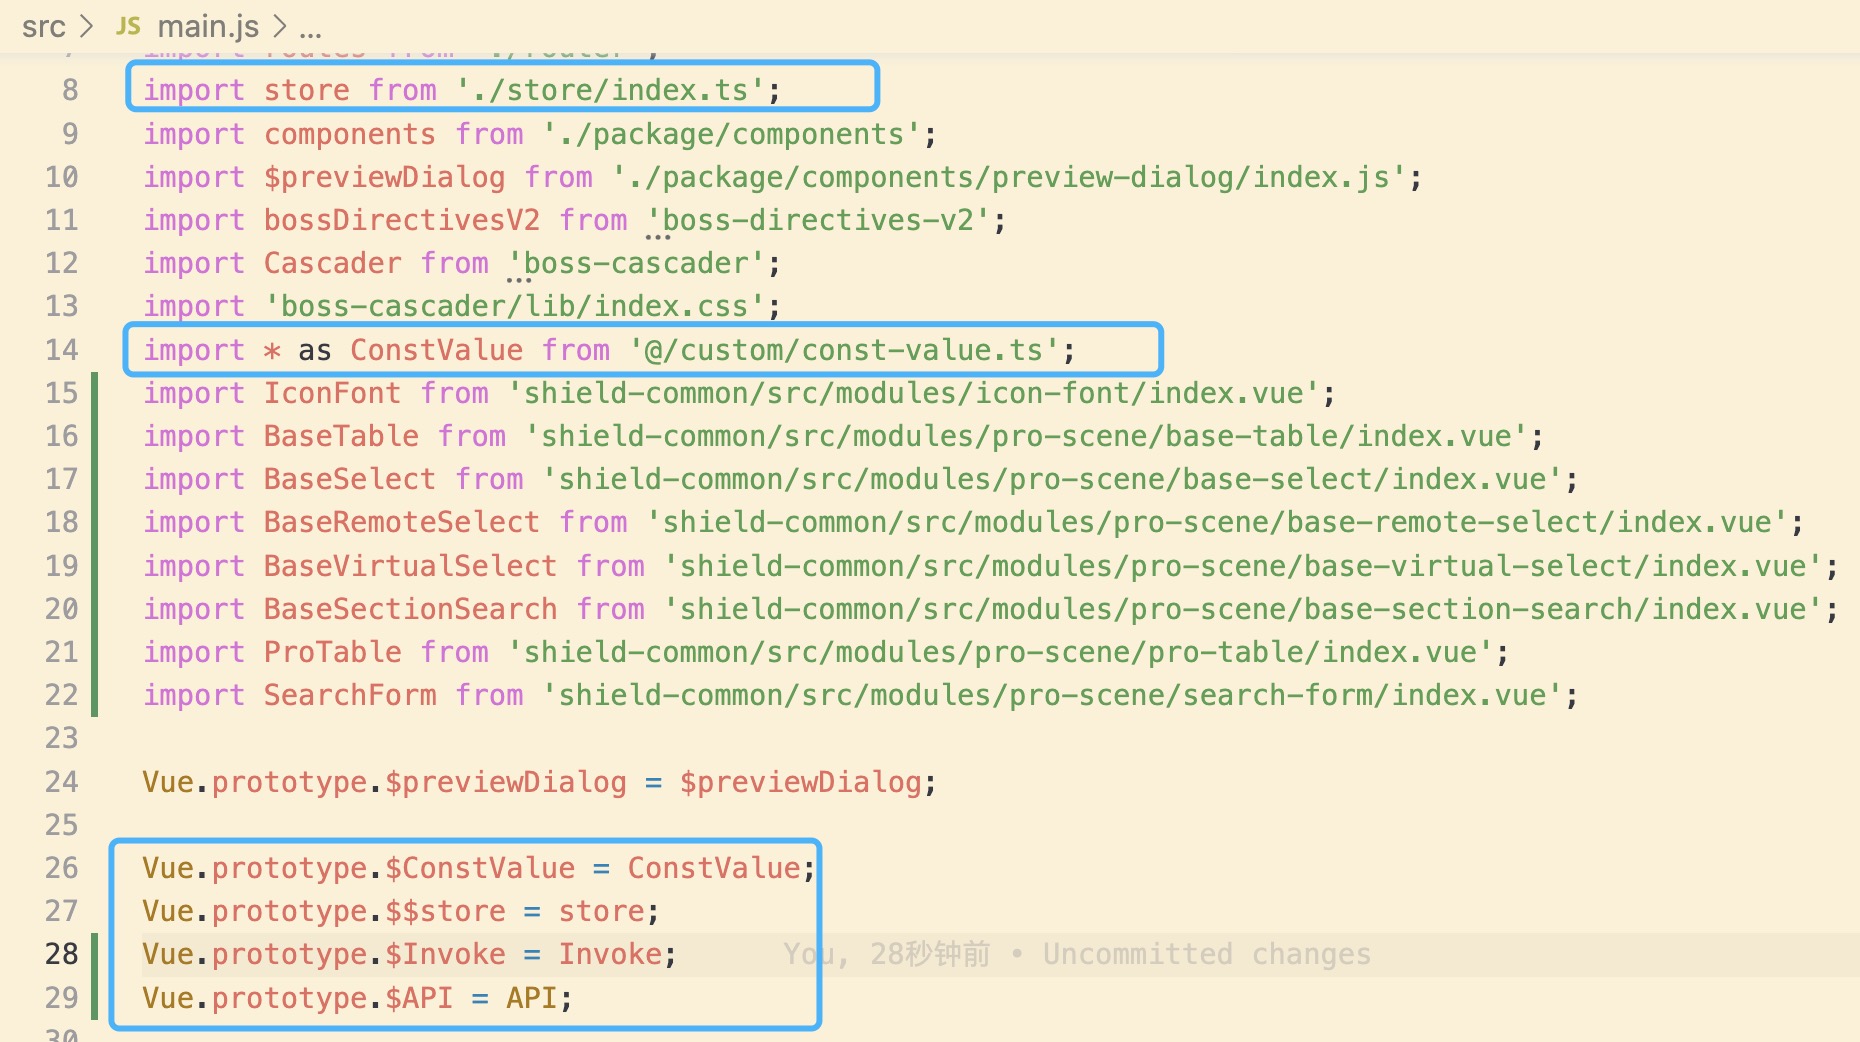 src > JS main.js > ...
7 import routes from './router';
8 import store from './store/index.ts';
9 import components from './package/components';
10 import $previewDialog from './package/components/preview-dialog/index.js';
11 import bossDirectivesV2 from 'boss-directives-v2';
12 import Cascader from 'boss-cascader';
13 import 'boss-cascader/lib/index.css';
14 import * as ConstValue from '@/custom/const-value.ts';
15 import IconFont from 'shield-common/src/modules/icon-font/index.vue';
16 import BaseTable from 'shield-common/src/modules/pro-scene/base-table/index.vue';
17 import BaseSelect from 'shield-common/src/modules/pro-scene/base-select/index.vue';
18 import BaseRemoteSelect from 'shield-common/src/modules/pro-scene/base-remote-select/index.vue';
19 import BaseVirtualSelect from 'shield-common/src/modules/pro-scene/base-virtual-select/index.vue';
20 import BaseSectionSearch from 'shield-common/src/modules/pro-scene/base-section-search/index.vue';
21 import ProTable from 'shield-common/src/modules/pro-scene/pro-table/index.vue';
22 import SearchForm from 'shield-common/src/modules/pro-scene/search-form/index.vue';
23
24 Vue.prototype.$previewDialog = $previewDialog;
25
26 Vue.prototype.$ConstValue = ConstValue;
27 Vue.prototype.$$store = store;
28 Vue.prototype.$Invoke = Invoke; You, 28秒钟前 • Uncommitted changes
29 Vue.prototype.$API = API;
30